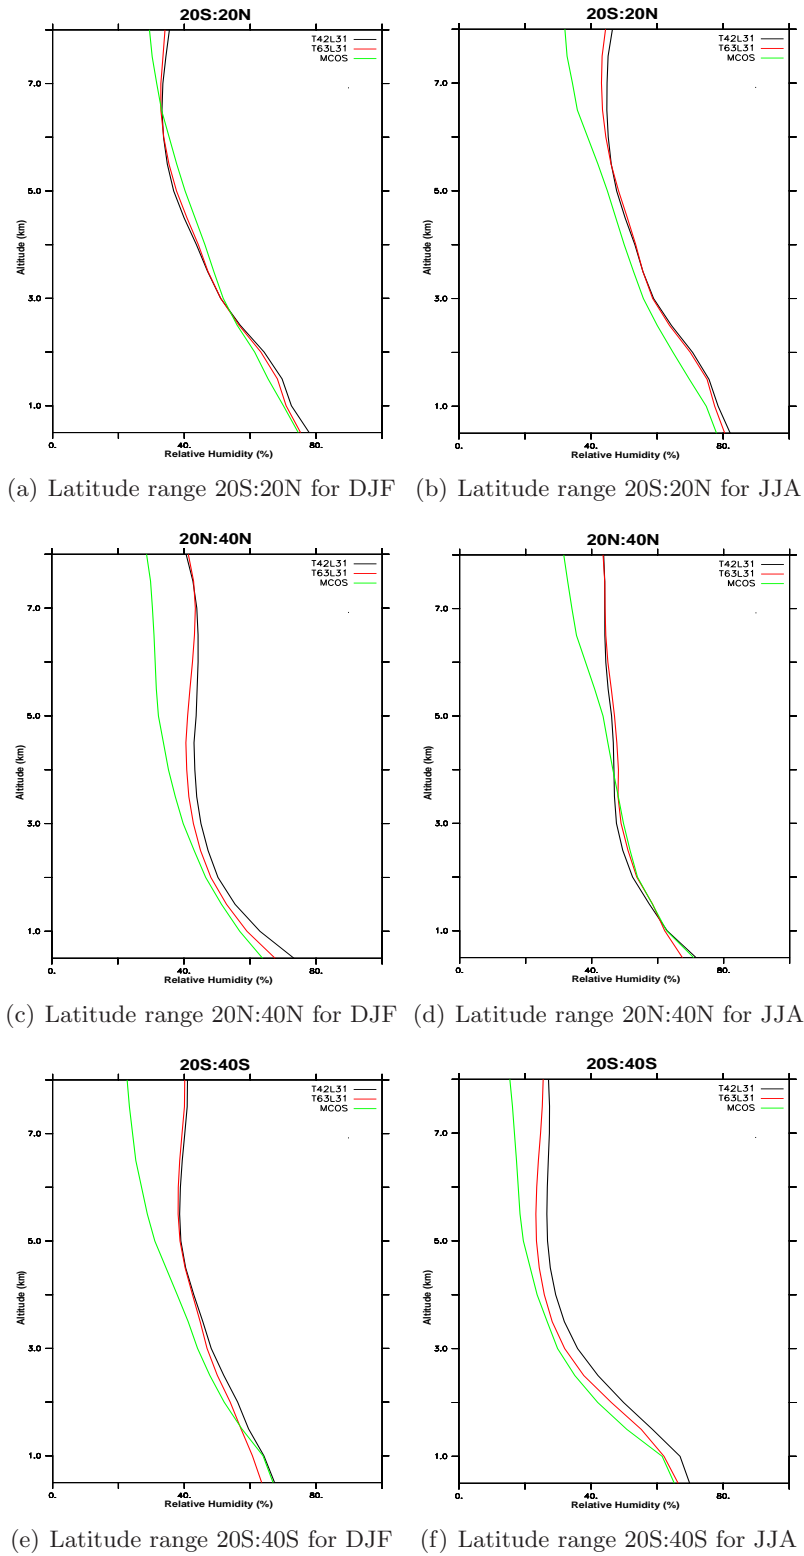 20S:20N
T42L31
T63L31
MCOS
7.0
5.0
3.0
1.0
Altitude (km)
0. 40. 80.
Relative Humidity (%)
(a) Latitude range 20S:20N for DJF
20S:20N
T42L31
T63L31
MCOS
7.0
5.0
3.0
1.0
Altitude (km)
0. 40. 80.
Relative Humidity (%)
(b) Latitude range 20S:20N for JJA
20N:40N
T42L31
T63L31
MCOS
7.0
5.0
3.0
1.0
Altitude (km)
0. 40. 80.
Relative Humidity (%)
(c) Latitude range 20N:40N for DJF
20N:40N
T42L31
T63L31
MCOS
7.0
5.0
3.0
1.0
Altitude (km)
0. 40. 80.
Relative Humidity (%)
(d) Latitude range 20N:40N for JJA
20S:40S
T42L31
T63L31
MCOS
7.0
5.0
3.0
1.0
Altitude (km)
0. 40. 80.
Relative Humidity (%)
(e) Latitude range 20S:40S for DJF
20S:40S
T42L31
T63L31
MCOS
7.0
5.0
3.0
1.0
Altitude (km)
0. 40. 80.
Relative Humidity (%)
(f) Latitude range 20S:40S for JJA